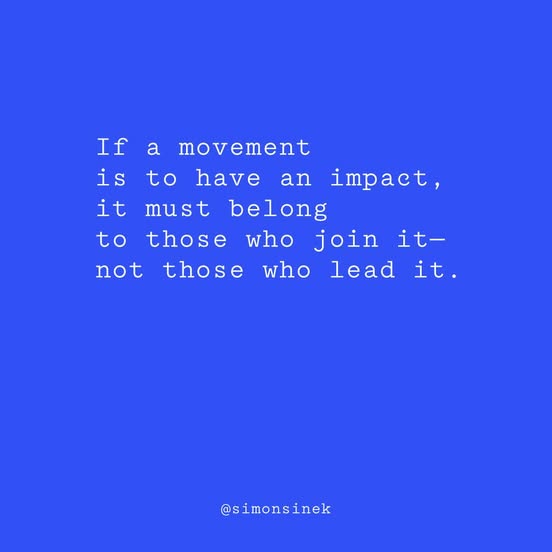 If a movement
is to have an impact,
it must belong
to those who join it—
not those who lead it.
@simonsinek